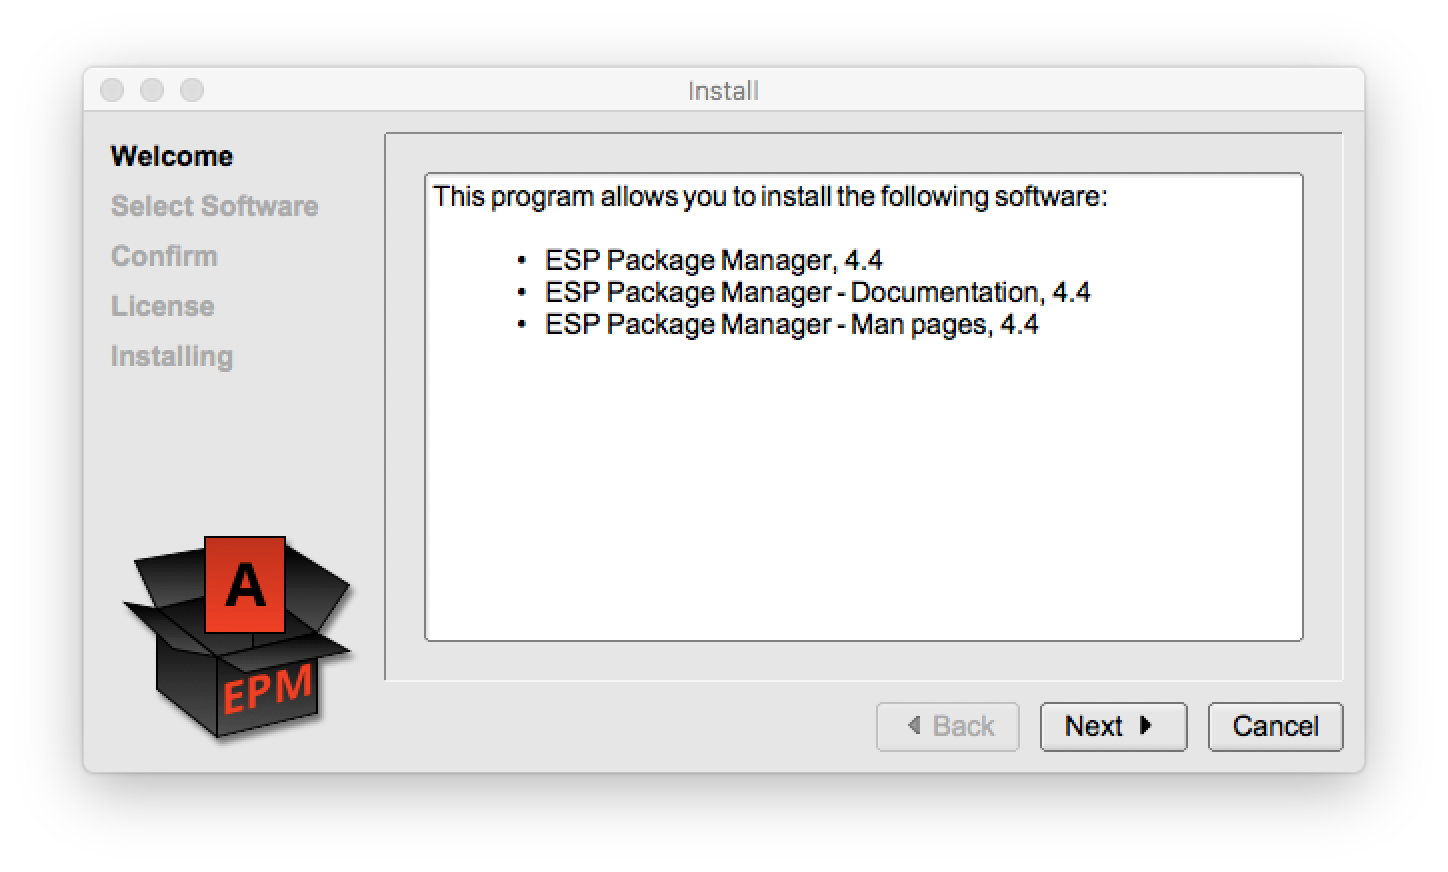 Install
Welcome
Select Software
Confirm
License
Installing
This program allows you to install the following software:
• ESP Package Manager, 4.4
• ESP Package Manager - Documentation, 4.4
• ESP Package Manager - Man pages, 4.4
A
EPM
Back
Next
Cancel